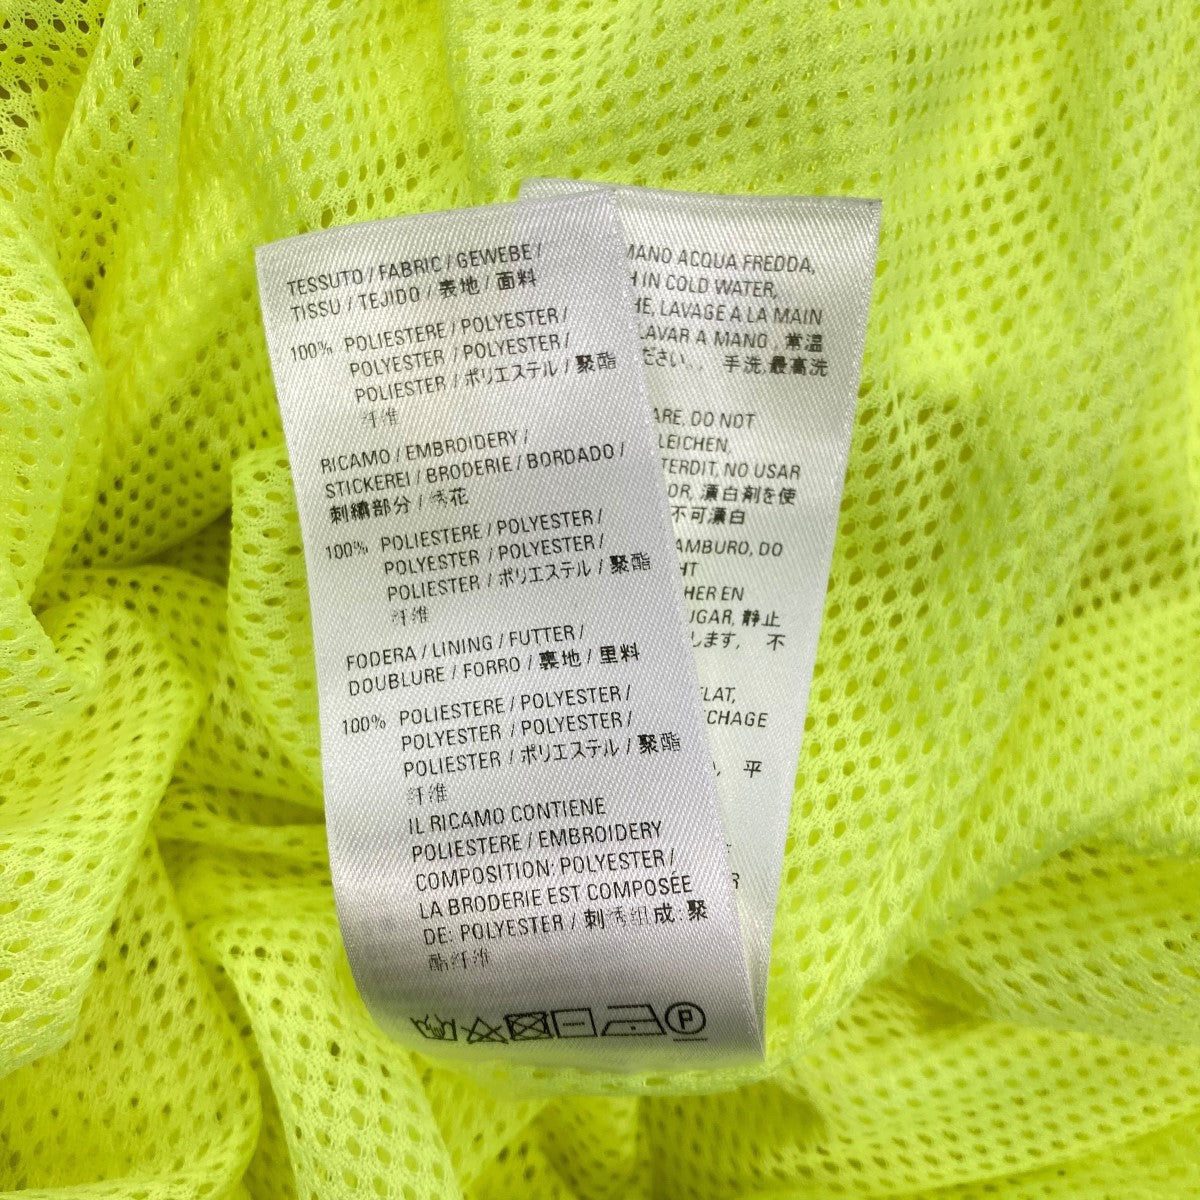 TESSUTO / FABRIC / GEWEBE /
TISSU / TEJIDO / 表地 / 面料
100% POLIESTERE / POLYESTER /
POLYESTER / POLYESTER /
POLIESTER / ポリエステル / 聚酯
纤维
RICAMO / EMBROIDERY /
STICKEREI / BRODERIE / BORDADO /
刺繍部分 / 绣花
100% POLIESTERE / POLYESTER /
POLYESTER / POLYESTER /
POLIESTER / ポリエステル / 聚酯
纤维
FODERA / LINING / FUTTER /
DOUBLURE / FORRO / 裏地 / 里料
100% POLIESTERE / POLYESTER /
POLYESTER / POLYESTER /
POLIESTER / ポリエステル / 聚酯
纤维
IL RICAMO CONTIENE
POLIESTERE / EMBROIDERY
COMPOSITION: POLYESTER /
LA BRODERIE EST COMPOSÉE
DE: POLYESTER / 刺绣组成: 聚
酯纤维
P
MANO ACQUA FREDDA,
IN COLD WATER,
LAVAGE A LA MAIN
LAVAR A MANO , 常温
ださい., 手洗,最高洗
ARE, DO NOT
LEICHEN,
TERDIT, NO USAR
OR, 漂白剤を使
不可漂白
AMBURO, DO
HT
HER EN
UGAR, 静止
します, 不
LAT,
ECHAGE
平
R